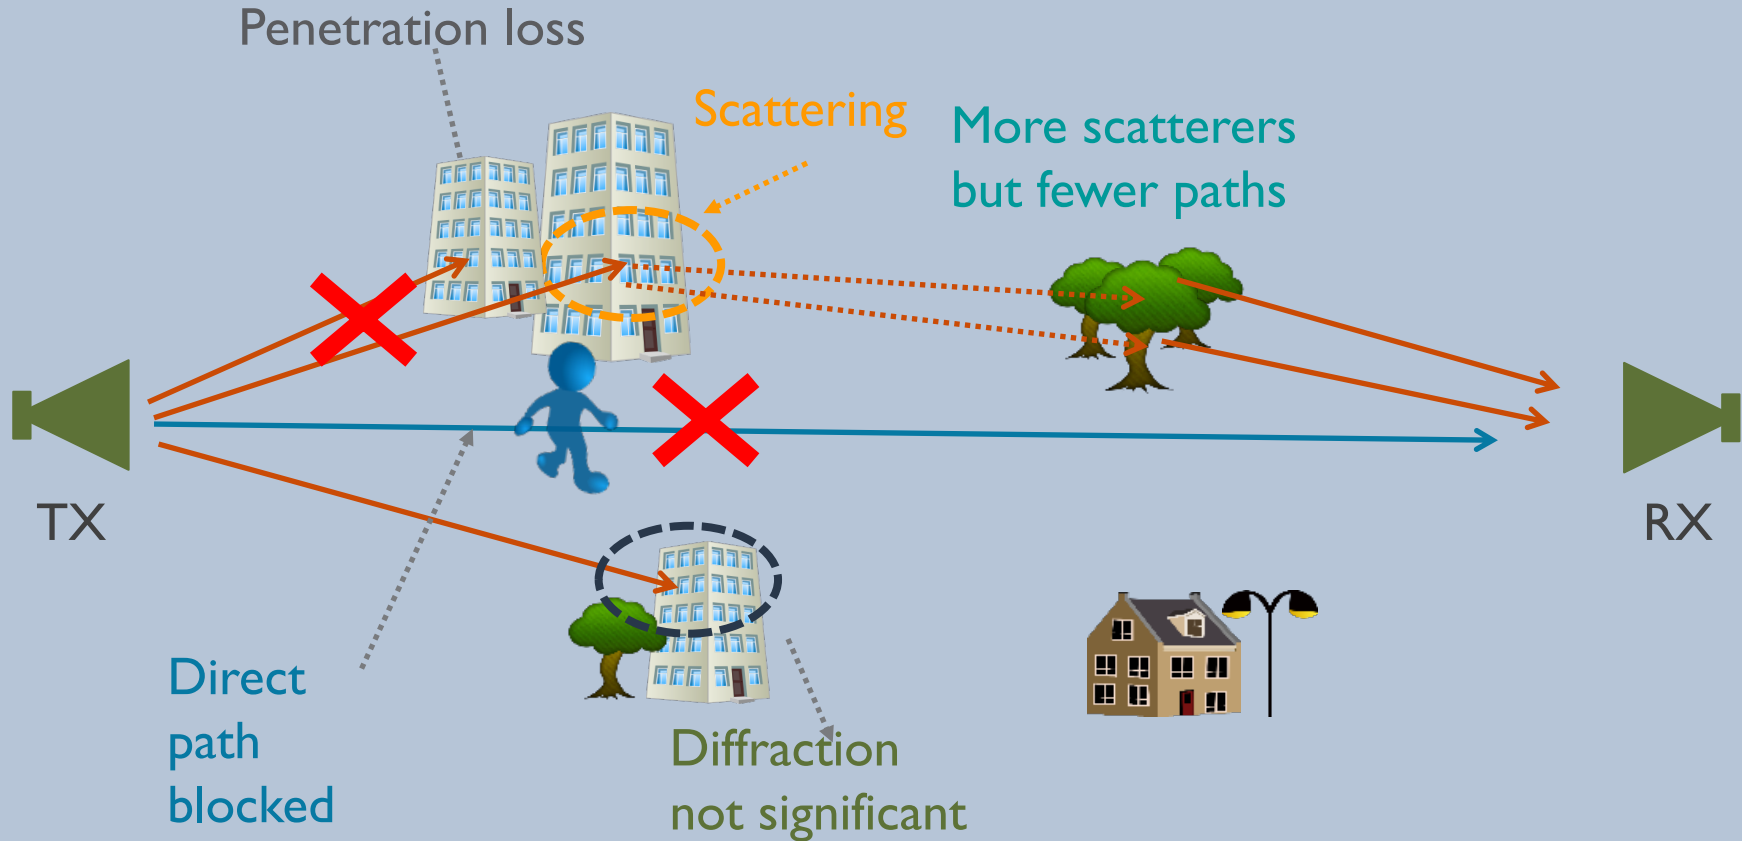 Penetration loss
Scattering
More scatterers
but fewer paths
TX
RX
Direct
path
blocked
Diffraction
not significant